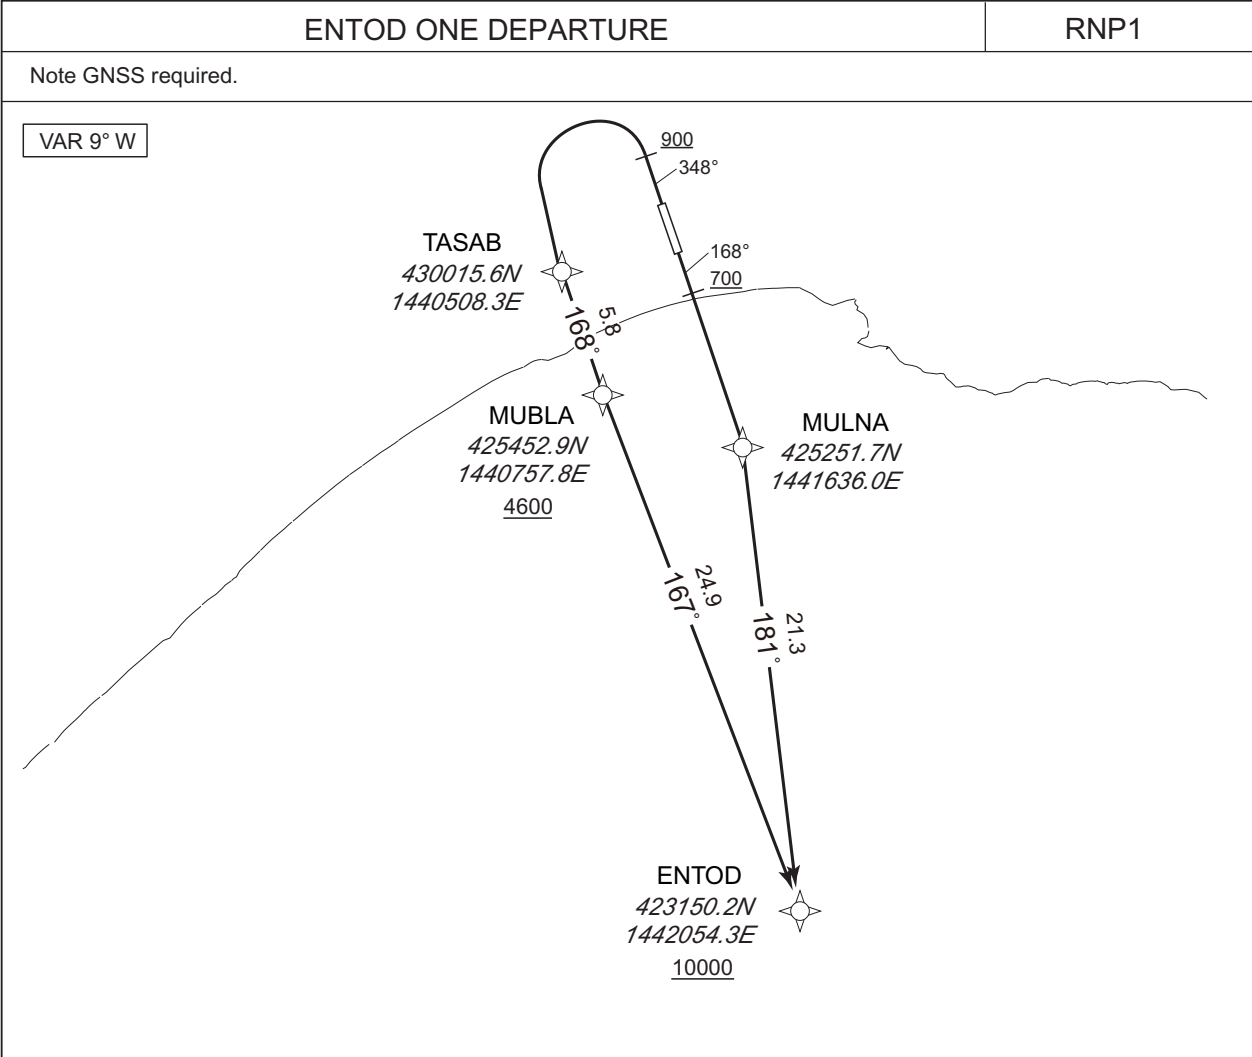 ENTOD ONE DEPARTURE
RNP1
Note GNSS required.
VAR 9° W
900
348°
TASAB
430015.6N
1440508.3E
168°
700
5.8
168°
MUBLA
425452.9N
1440757.8E
4600
MULNA
425251.7N
1441636.0E
24.9
167°
21.3
181°
ENTOD
423150.2N
1442054.3E
10000